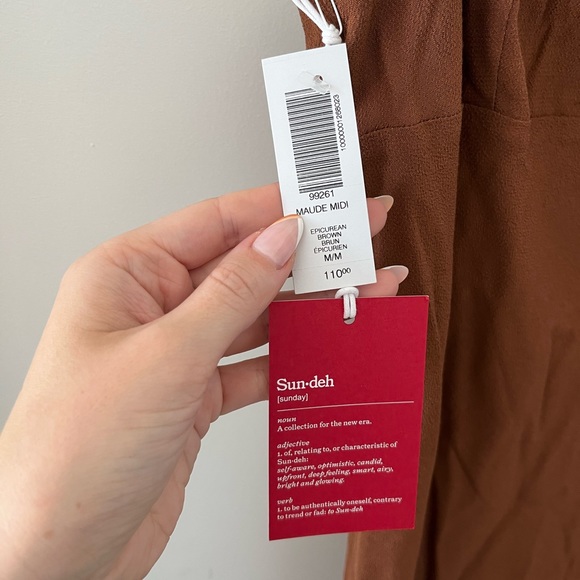 1000001268023
99261
MAUDE MIDI
EPICUREAN
BROWN
BRUN
ÉPICURIEN
M/M
11000
Sun•deh
[sunday]
noun
A collection for the new era.
adjective
1. of, relating to, or characteristic of
Sun-deh:
self-aware, optimistic, candid,
upfront, deep feeling, smart, airy,
bright and glowing.
verb
1. to be authentically oneself, contrary
to trend or fad: to Sun-deh